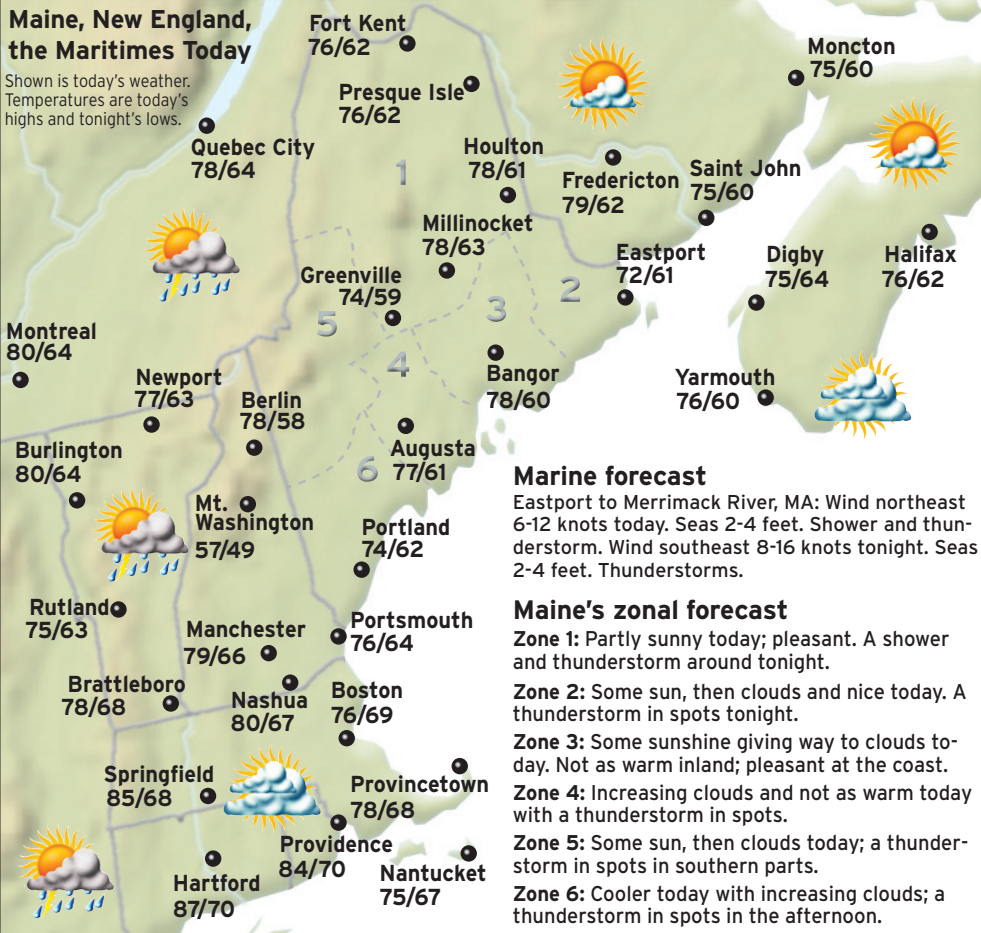 Maine, New England,
the Maritimes Today
Shown is today's weather.
Temperatures are today's
highs and tonight's lows.
Fort Kent
76/62
Moncton
75/60
Presque Isle
76/62
Quebec City
78/64
Houlton
78/61
1
Fredericton
79/62
Saint John
75/60
Millinocket
78/63
Eastport
72/61
Digby
75/64
Halifax
76/62
Greenville
74/59
2
3
5
Montreal
80/64
4
Newport
77/63
Berlin
78/58
Bangor
78/60
Yarmouth
76/60
Burlington
80/64
Augusta
77/61
6
Mt.
Washington
57/49
Portland
74/62
Rutland
75/63
Manchester
79/66
Portsmouth
76/64
Brattleboro
78/68
Nashua
80/67
Boston
76/69
Springfield
85/68
Provincetown
78/68
Providence
84/70
Nantucket
75/67
Hartford
87/70
Marine forecast
Eastport to Merrimack River, MA: Wind northeast
6-12 knots today. Seas 2-4 feet. Shower and thun-
derstorm. Wind southeast 8-16 knots tonight. Seas
2-4 feet. Thunderstorms.
Maine's zonal forecast
Zone 1: Partly sunny today; pleasant. A shower
and thunderstorm around tonight.
Zone 2: Some sun, then clouds and nice today. A
thunderstorm in spots tonight.
Zone 3: Some sunshine giving way to clouds to-
day. Not as warm inland; pleasant at the coast.
Zone 4: Increasing clouds and not as warm today
with a thunderstorm in spots.
Zone 5: Some sun, then clouds today; a thunder-
storm in spots in southern parts.
Zone 6: Cooler today with increasing clouds; a
thunderstorm in spots in the afternoon.